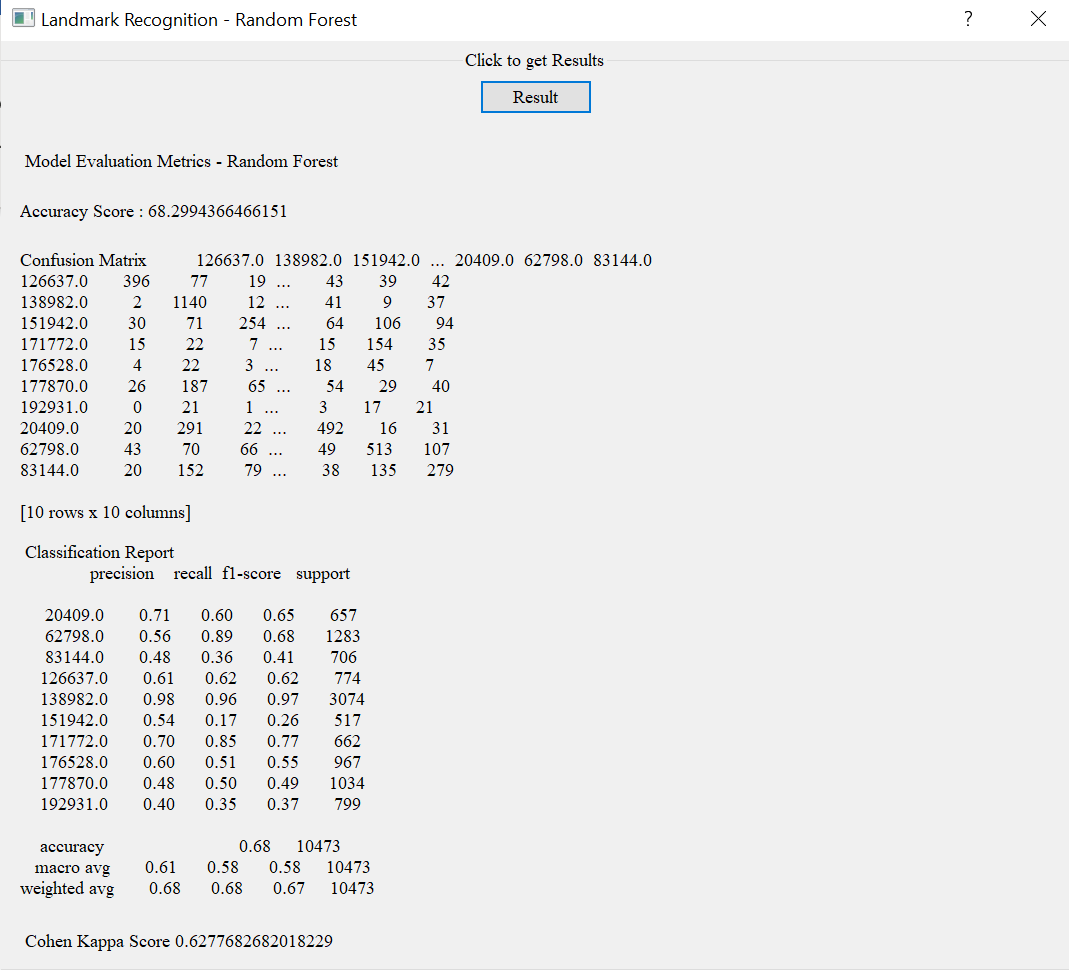 Landmark Recognition - Random Forest ?
Click to get Results
Result
Model Evaluation Metrics - Random Forest
Accuracy Score : 68.2994366466151
Confusion Matrix 126637.0 138982.0 151942.0 ... 20409.0 62798.0 83144.0
126637.0 396 77 19 ... 43 39 42
138982.0 2 1140 12 ... 41 9 37
151942.0 30 71 254 ... 64 106 94
171772.0 15 22 7 ... 15 154 35
176528.0 4 22 3 ... 18 45 7
177870.0 26 187 65 ... 54 29 40
192931.0 0 21 1 ... 3 17 21
20409.0 20 291 22 ... 492 16 31
62798.0 43 70 66 ... 49 513 107
83144.0 20 152 79 ... 38 135 279
[10 rows x 10 columns]
Classification Report
precision recall f1-score support
20409.0 0.71 0.60 0.65 657
62798.0 0.56 0.89 0.68 1283
83144.0 0.48 0.36 0.41 706
126637.0 0.61 0.62 0.62 774
138982.0 0.98 0.96 0.97 3074
151942.0 0.54 0.17 0.26 517
171772.0 0.70 0.85 0.77 662
176528.0 0.60 0.51 0.55 967
177870.0 0.48 0.50 0.49 1034
192931.0 0.40 0.35 0.37 799
accuracy 0.68 10473
macro avg 0.61 0.58 0.58 10473
weighted avg 0.68 0.68 0.67 10473
Cohen Kappa Score 0.6277682682018229